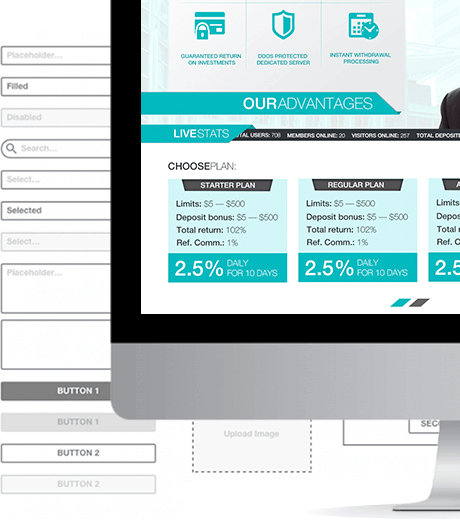 Placeholder...
Filled
Disabled
Search...
Select...
Selected
Select...
Placeholder...
BUTTON 1
BUTTON 1
BUTTON 2
BUTTON 2
GUARANTEED RETURN
ON INVESTMENTS
DDOS PROTECTED
DEDICATED SERVER
INSTANT WITHDRAWAL
PROCESSING
OURADVANTAGES
LIVESTATS
TAL USERS: 708 MEMBERS ONLINE: 20 VISITORS ONLINE: 257 TOTAL DEPOSITE
CHOOSEPLAN:
STARTER PLAN
Limits: $5 — $500
Deposit bonus: $5 — $500
Total return: 102%
Ref. Comm.: 1%
2.5% DAILY
FOR 10 DAYS
REGULAR PLAN
Limits: $5 — $500
Deposit bonus: $5 — $500
Total return: 102%
Ref. Comm.: 1%
2.5% DAILY
FOR 10 DAYS
A
Limits:
Deposit
Total re
Ref. Co
2.5
Upload Image
SEC